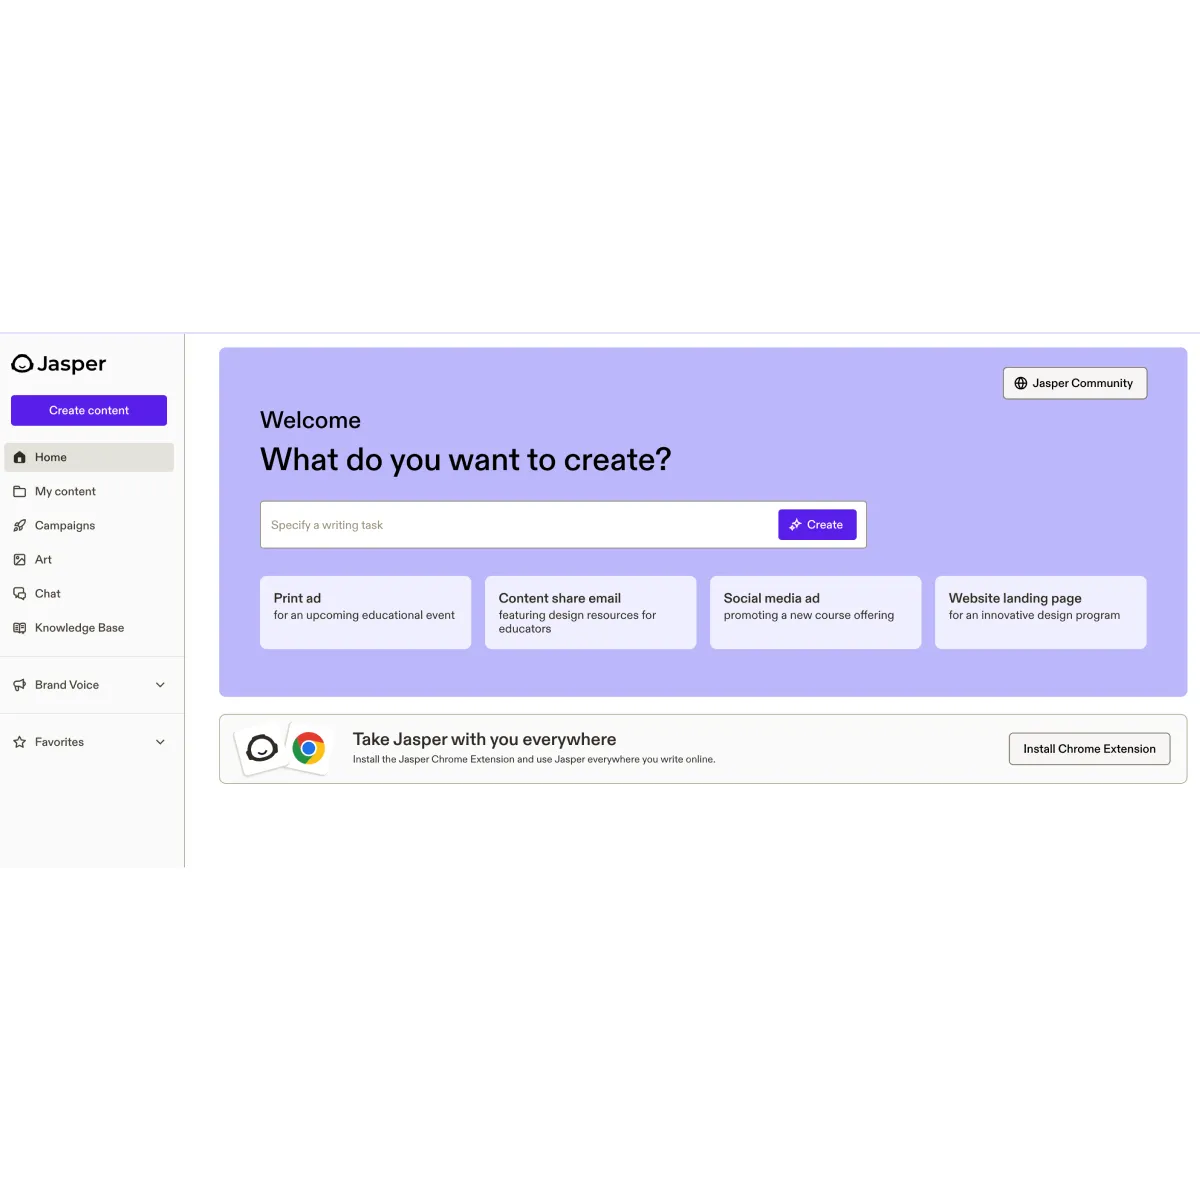 Jasper
Create content
Home
My content
Campaigns
Art
Chat
Knowledge Base
Brand Voice
Favorites
Jasper Community
Welcome
What do you want to create?
Specify a writing task
Create
Print ad
for an upcoming educational event
Content share email
featuring design resources for
educators
Social media ad
promoting a new course offering
Website landing page
for an innovative design program
Take Jasper with you everywhere
Install the Jasper Chrome Extension and use Jasper everywhere you write online.
Install Chrome Extension